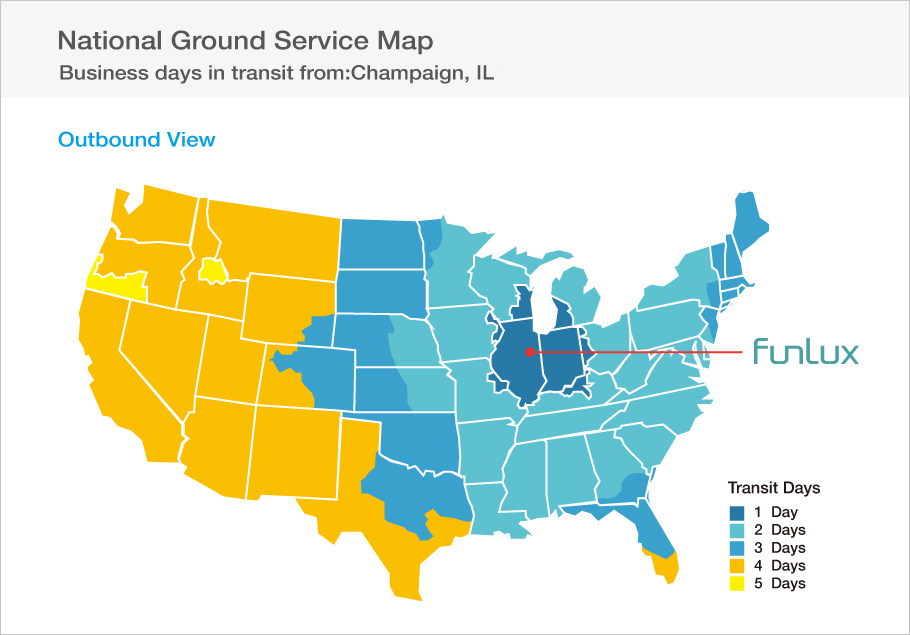 National Ground Service Map
Business days in transit from:Champaign, IL
Outbound View
Funlux
Transit Days
1 Day
2 Days
3 Days
4 Days
5 Days